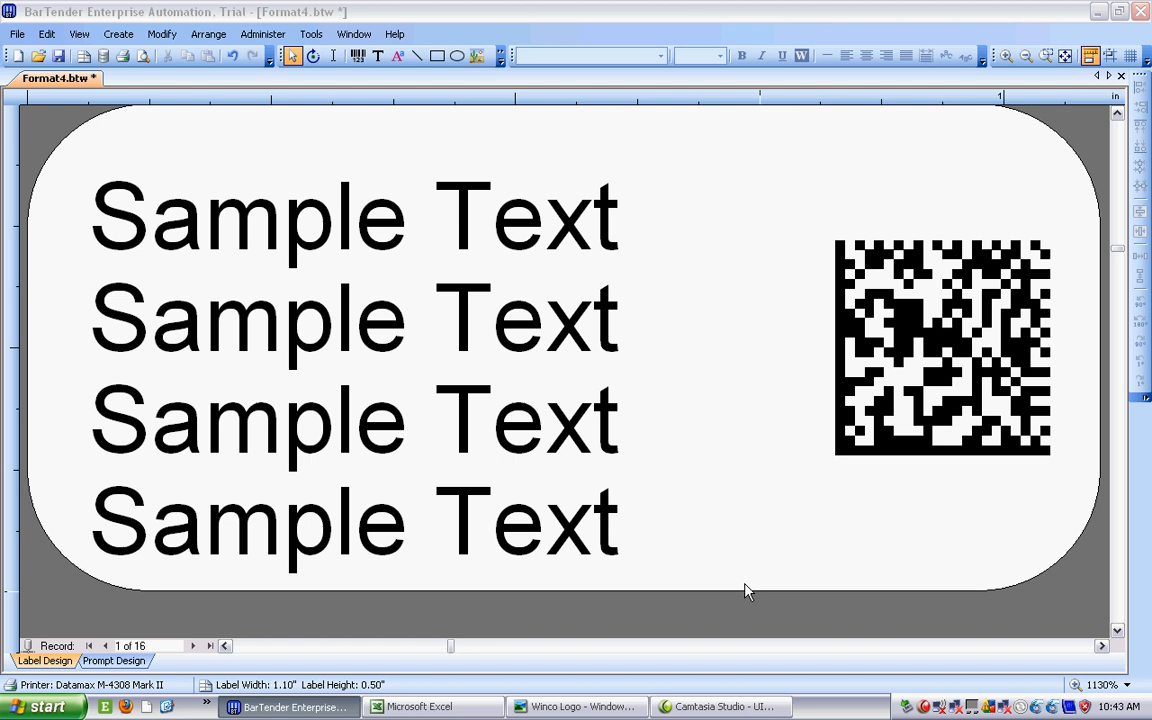 BarTender Enterprise Automation, Trial - [Format4.btw *]
File Edit View Create Modify Arrange Administer Tools Window Help
Format4.btw *
1 in
Sample Text
Sample Text
Sample Text
Sample Text
Record: 1 of 16
Label Design Prompt Design
Printer: Datamax M-4308 Mark II Label Width: 1.10" Label Height: 0.50" 1130%
start BarTender Enterprise... Microsoft Excel Winco Logo - Window... Camtasia Studio - UI... 10:43 AM